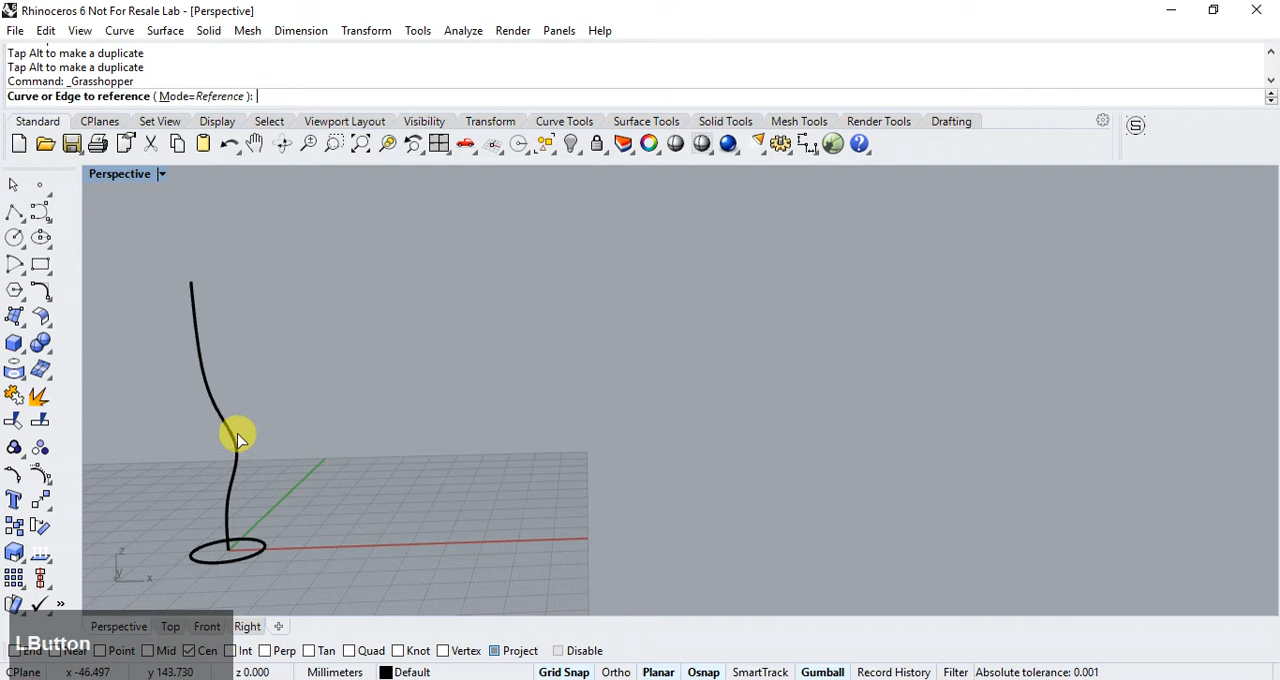 Rhinoceros 6 Not For Resale Lab - [Perspective]
File Edit View Curve Surface Solid Mesh Dimension Transform Tools Analyze Render Panels Help
Tap Alt to make a duplicate
Tap Alt to make a duplicate
Command: _Grasshopper
Curve or Edge to reference ( Mode=Reference ):
Standard CPlanes Set View Display Select Viewport Layout Visibility Transform Curve Tools Surface Tools Solid Tools Mesh Tools Render Tools Drafting
Perspective
z
y x
Perspective Top Front Right
LButton
End Near Point Mid Cen Int Perp Tan Quad Knot Vertex Project Disable
CPlane x -46.497 y 143.730 z 0.000 Millimeters Default Grid Snap Ortho Planar Osnap SmartTrack Gumball Record History Filter Absolute tolerance: 0.001